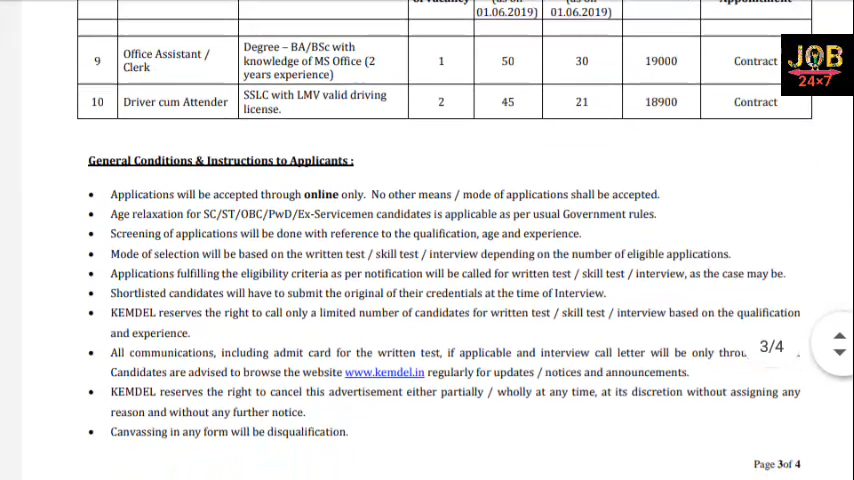 01.06.2019) 01.06.2019)
9 Office Assistant / Clerk Degree – BA/BSc with knowledge of MS Office (2 years experience) 1 50 30 19000 Contract
10 Driver cum Attender SSLC with LMV valid driving license. 2 45 21 18900 Contract
JOB
24×7
General Conditions & Instructions to Applicants :
• Applications will be accepted through online only. No other means / mode of applications shall be accepted.
• Age relaxation for SC/ST/OBC/PwD/Ex-Servicemen candidates is applicable as per usual Government rules.
• Screening of applications will be done with reference to the qualification, age and experience.
• Mode of selection will be based on the written test / skill test / interview depending on the number of eligible applications.
• Applications fulfilling the eligibility criteria as per notification will be called for written test / skill test / interview, as the case may be.
• Shortlisted candidates will have to submit the original of their credentials at the time of Interview.
• KEMDEL reserves the right to call only a limited number of candidates for written test / skill test / interview based on the qualification
and experience.
• All communications, including admit card for the written test, if applicable and interview call letter will be only
3/4
Candidates are advised to browse the website www.kemdel.in regularly for updates / notices and announcements.
• KEMDEL reserves the right to cancel this advertisement either partially / wholly at any time, at its discretion without assigning any
reason and without any further notice.
• Canvassing in any form will be disqualification.
Page 3of 4